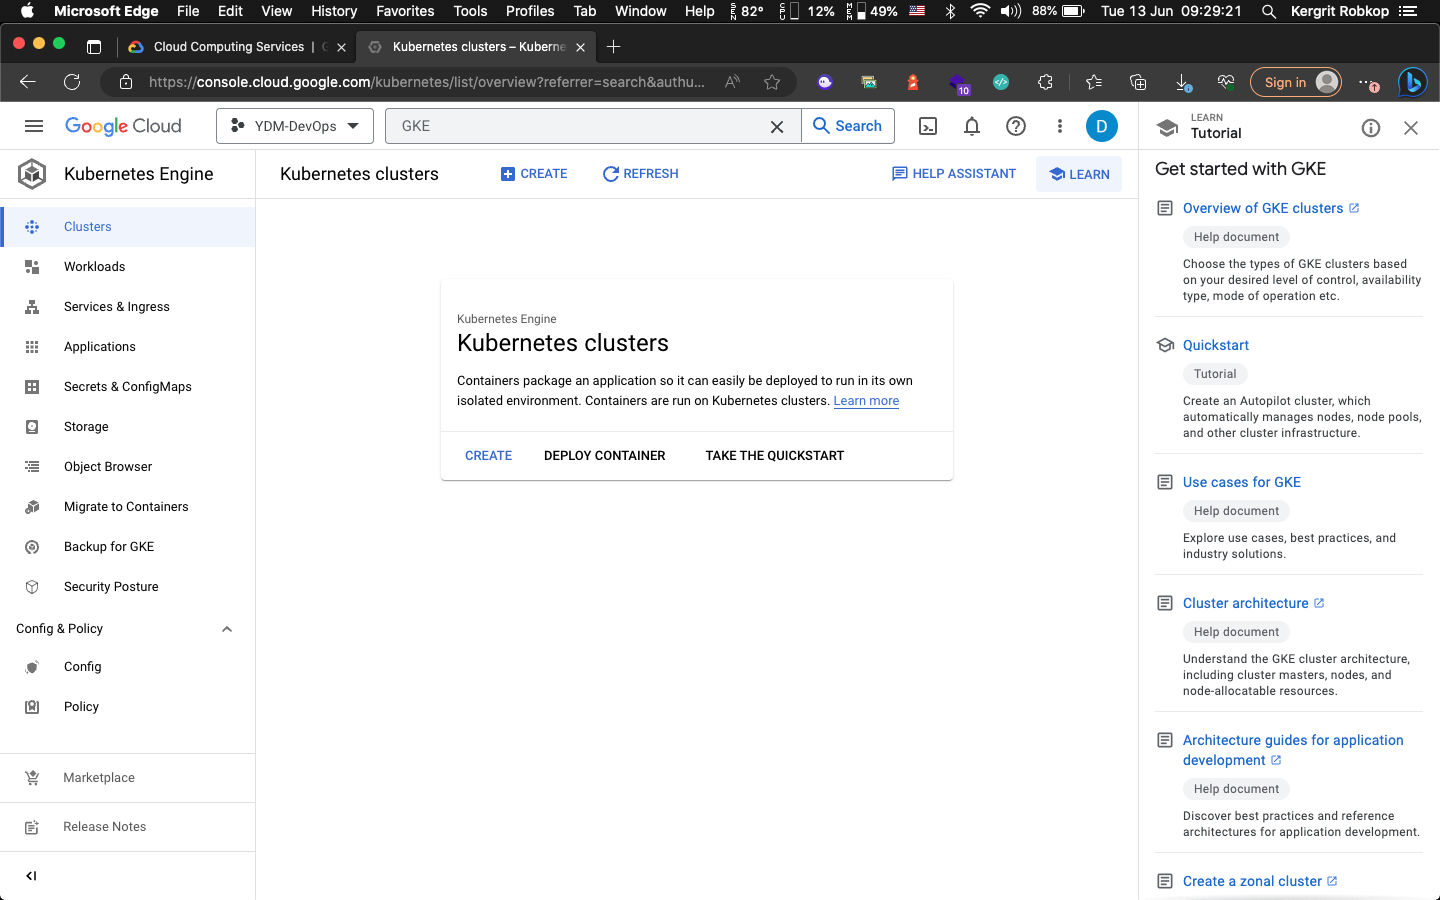 Microsoft Edge File Edit View History Favorites Tools Profiles Tab Window Help SEN 82° CPU 12% MEM 49% 88% Tue 13 Jun 09:29:21 Kergrit Robkop
Cloud Computing Services | Kubernetes clusters – Kuberne
https://console.cloud.google.com/kubernetes/list/overview?referrer=search&authu... 10 Sign in
Google Cloud YDM-DevOps GKE Search D
LEARN
Tutorial
Kubernetes Engine
Kubernetes clusters CREATE REFRESH HELP ASSISTANT LEARN
Clusters
Workloads
Services & Ingress
Applications
Secrets & ConfigMaps
Storage
Object Browser
Migrate to Containers
Backup for GKE
Security Posture
Config & Policy
Config
Policy
Marketplace
Release Notes
Kubernetes Engine
Kubernetes clusters
Containers package an application so it can easily be deployed to run in its own
isolated environment. Containers are run on Kubernetes clusters. Learn more
CREATE DEPLOY CONTAINER TAKE THE QUICKSTART
Get started with GKE
Overview of GKE clusters
Help document
Choose the types of GKE clusters based
on your desired level of control, availability
type, mode of operation etc.
Quickstart
Tutorial
Create an Autopilot cluster, which
automatically manages nodes, node pools,
and other cluster infrastructure.
Use cases for GKE
Help document
Explore use cases, best practices, and
industry solutions.
Cluster architecture
Help document
Understand the GKE cluster architecture,
including cluster masters, nodes, and
node-allocatable resources.
Architecture guides for application
development
Help document
Discover best practices and reference
architectures for application development.
Create a zonal cluster